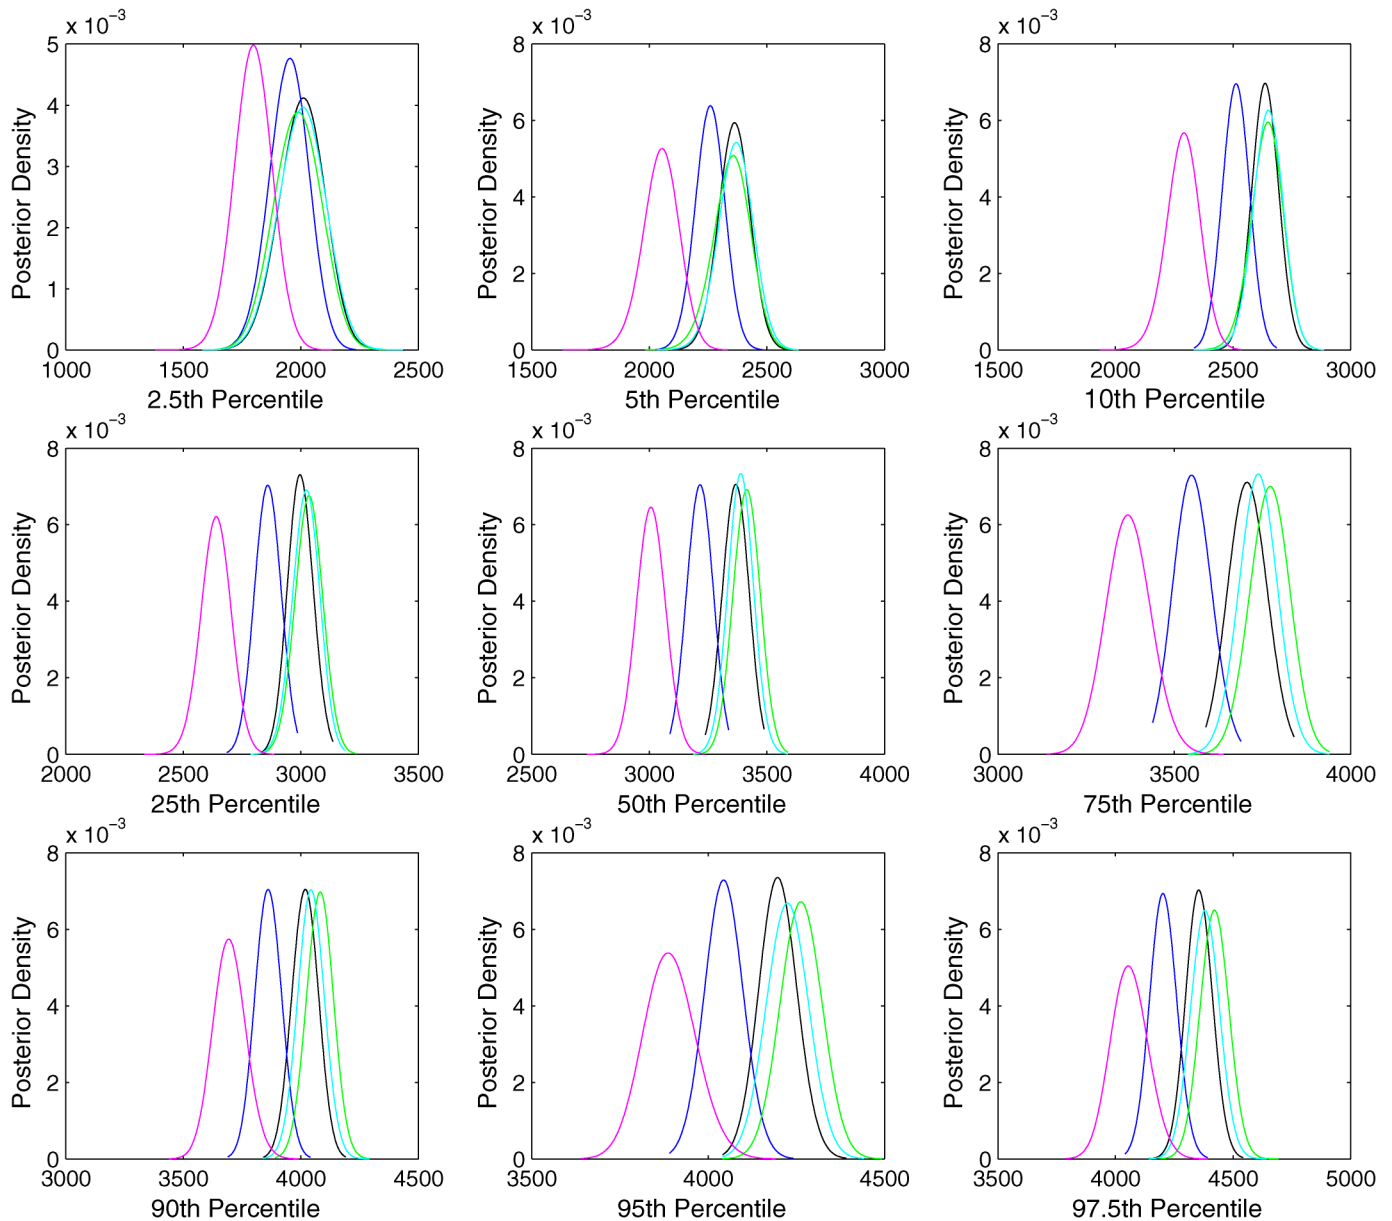 x 10⁻³
5
4
3
2
1
0
Posterior Density
1000 1500 2000 2500
2.5th Percentile
x 10⁻³
8
6
4
2
0
Posterior Density
1500 2000 2500 3000
5th Percentile
x 10⁻³
8
6
4
2
0
Posterior Density
1500 2000 2500 3000
10th Percentile
x 10⁻³
8
6
4
2
0
Posterior Density
2000 2500 3000 3500
25th Percentile
x 10⁻³
8
6
4
2
0
Posterior Density
2500 3000 3500 4000
50th Percentile
x 10⁻³
8
6
4
2
0
Posterior Density
3000 3500 4000
75th Percentile
x 10⁻³
8
6
4
2
0
Posterior Density
3000 3500 4000 4500
90th Percentile
x 10⁻³
8
6
4
2
0
Posterior Density
3500 4000 4500
95th Percentile
x 10⁻³
8
6
4
2
0
Posterior Density
3500 4000 4500 5000
97.5th Percentile